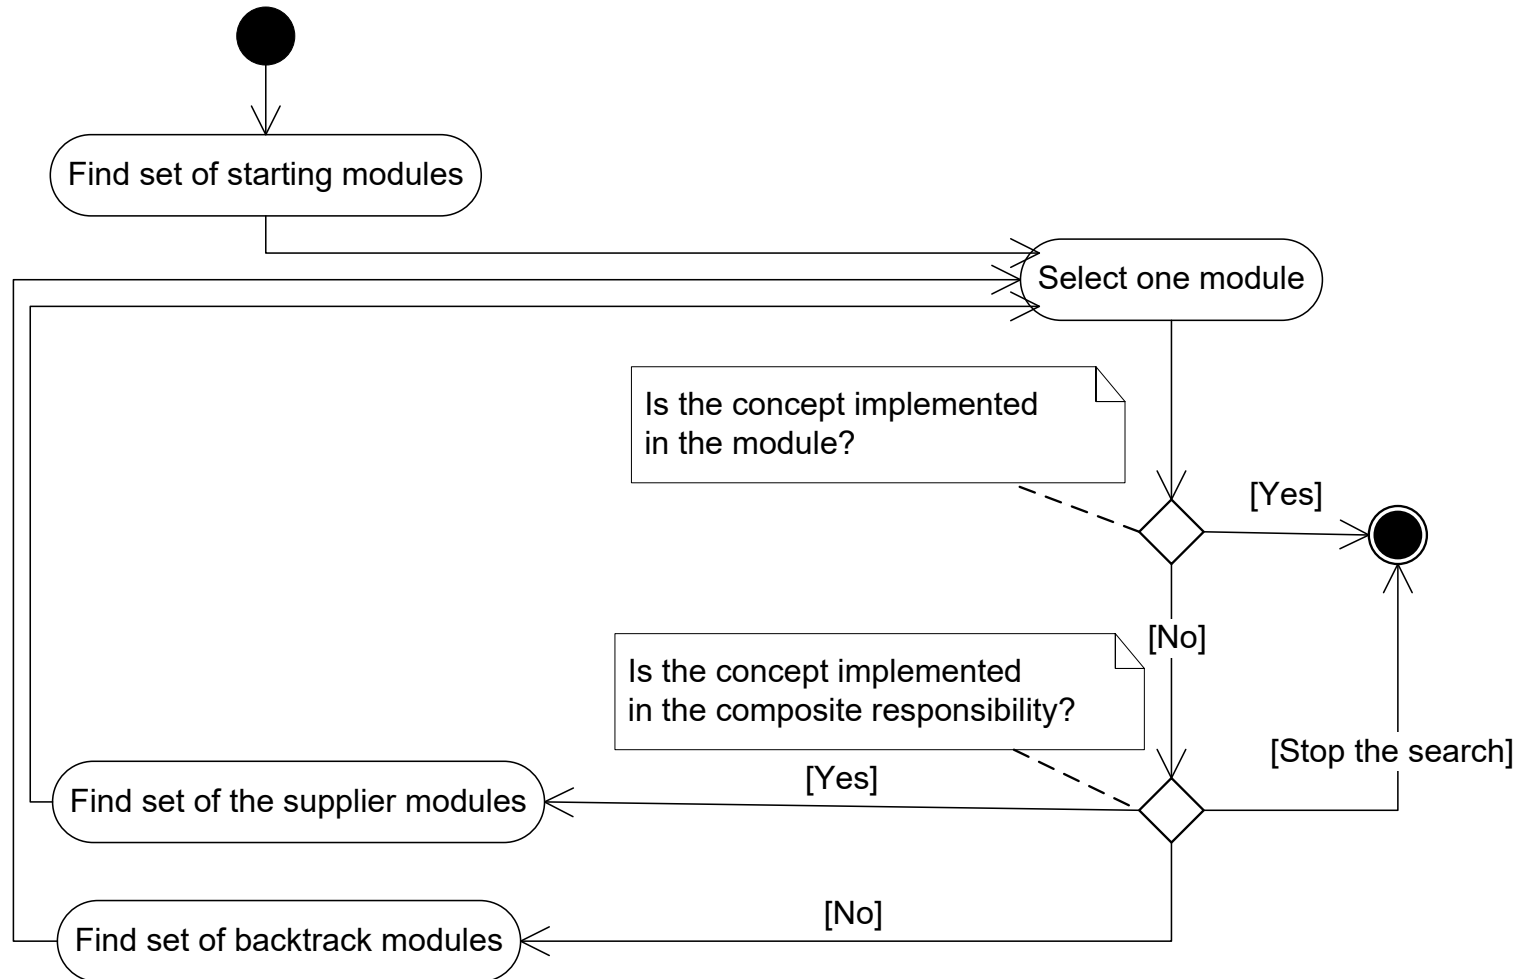 Find set of starting modules
Select one module
Is the concept implemented
in the module?
[Yes]
[No]
Is the concept implemented
in the composite responsibility?
[Stop the search]
[Yes]
Find set of the supplier modules
[No]
Find set of backtrack modules